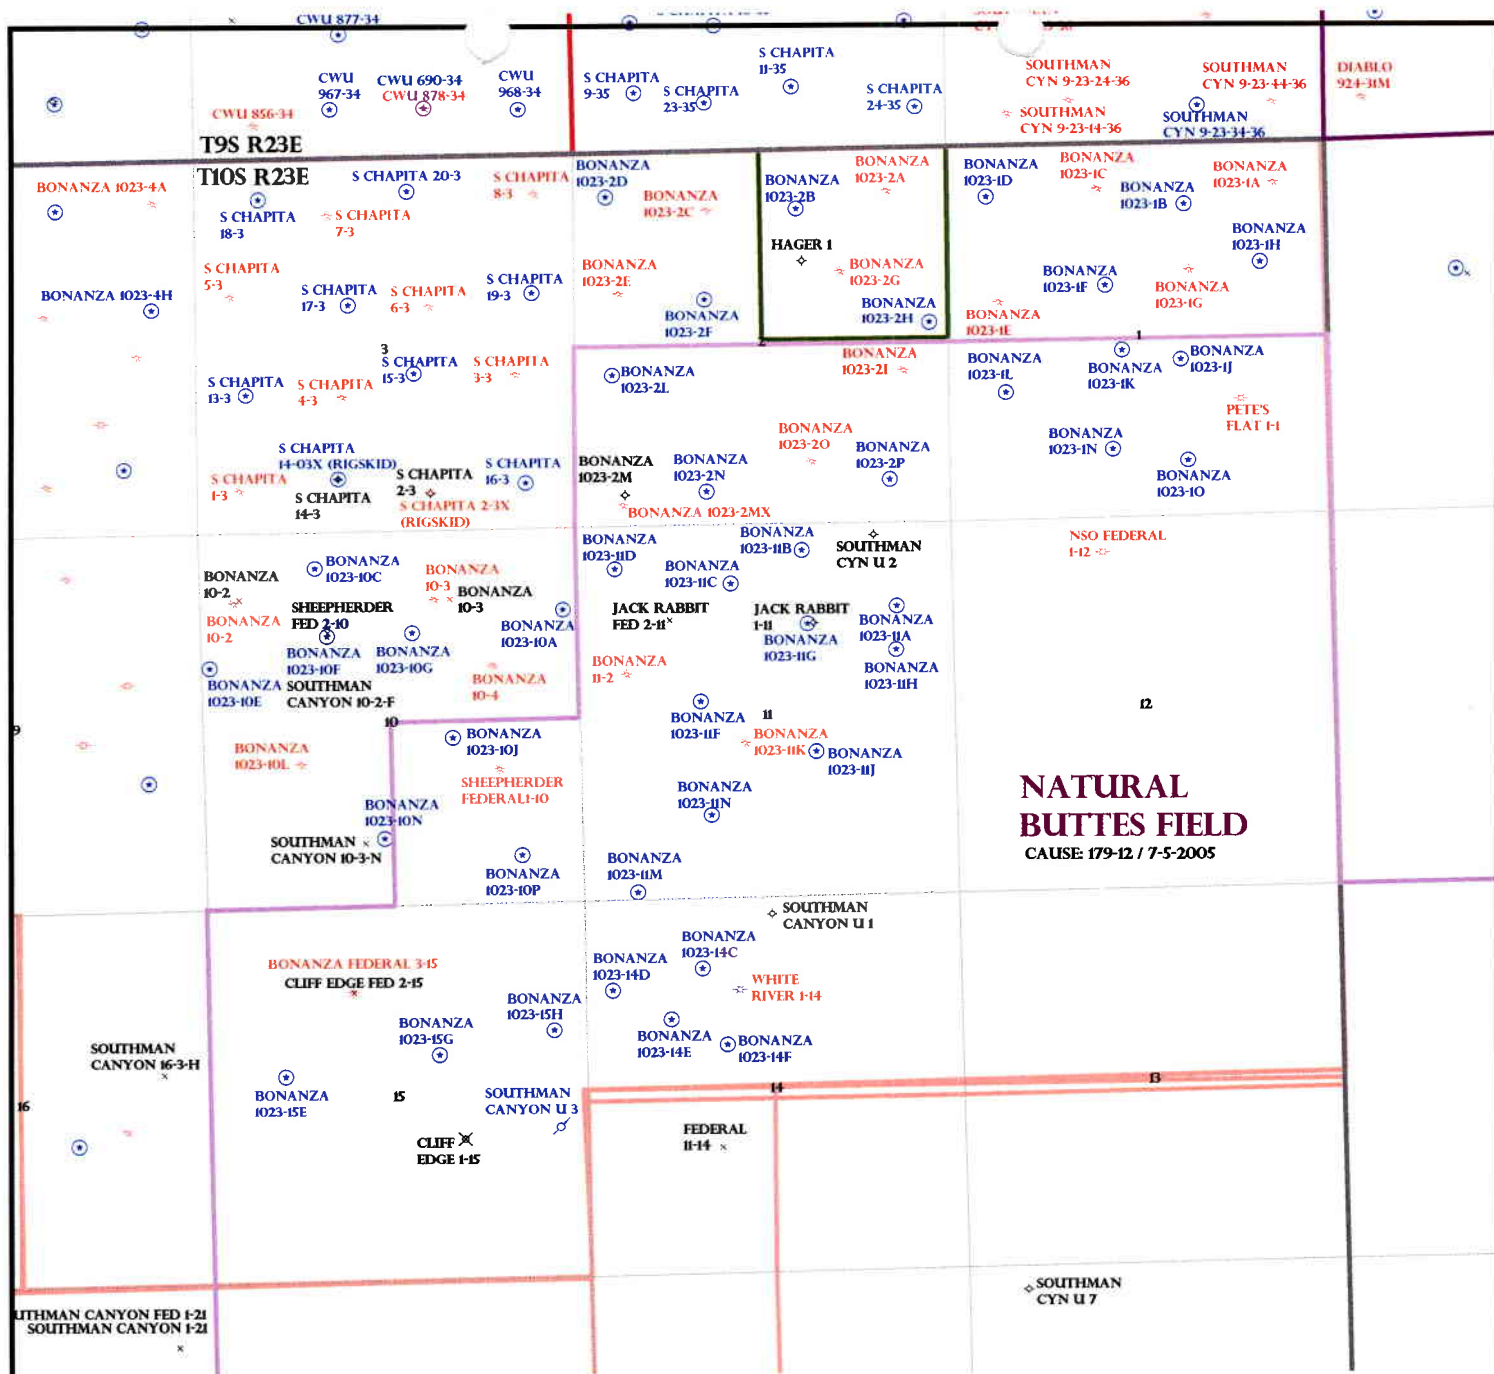 CWU 877-34
S CHAPITA
11-35
CWU
967-34
CWU 690-34
CWU 878-34
CWU
968-34
S CHAPITA
9-35
S CHAPITA
23-35
S CHAPITA
24-35
SOUTHMAN
CYN 9-23-24-36
SOUTHMAN
CYN 9-23-44-36
DIABLO
924-31M
CWU 856-34
SOUTHMAN
CYN 9-23-14-36
SOUTHMAN
CYN 9-23-34-36
T9S R23E
T10S R23E
BONANZA 1023-4A
S CHAPITA
18-3
S CHAPITA 20-3
S CHAPITA
7-3
S CHAPITA
8-3
BONANZA
1023-2D
BONANZA
1023-2C
BONANZA
1023-2B
BONANZA
1023-2A
BONANZA
1023-1D
BONANZA
1023-1C
BONANZA
1023-1B
BONANZA
1023-1A
BONANZA
1023-1H
HAGER 1
BONANZA 1023-4H
S CHAPITA
5-3
S CHAPITA
17-3
S CHAPITA
6-3
S CHAPITA
19-3
BONANZA
1023-2E
BONANZA
1023-2F
BONANZA
1023-2G
BONANZA
1023-2H
BONANZA
1023-1E
BONANZA
1023-1F
BONANZA
1023-1G
3
2
1
S CHAPITA
13-3
S CHAPITA
4-3
S CHAPITA
15-3
S CHAPITA
3-3
BONANZA
1023-2L
BONANZA
1023-2I
BONANZA
1023-1L
BONANZA
1023-1K
BONANZA
1023-1J
PETE'S
FLAT 1-1
S CHAPITA
1-3
S CHAPITA
14-03X (RIGSKID)
S CHAPITA
14-3
S CHAPITA
2-3
S CHAPITA 2-3X
(RIGSKID)
S CHAPITA
16-3
BONANZA
1023-2M
BONANZA 1023-2MX
BONANZA
1023-2N
BONANZA
1023-2O
BONANZA
1023-2P
BONANZA
1023-1N
BONANZA
1023-1O
BONANZA
10-2
BONANZA
10-2
BONANZA
1023-10C
SHEEPHERDER
FED 2-10
BONANZA
10-3
BONANZA
10-3
BONANZA
1023-10A
BONANZA
1023-11D
BONANZA
1023-11C
BONANZA
1023-11B
SOUTHMAN
CYN U 2
NSO FEDERAL
1-12
JACK RABBIT
FED 2-11
JACK RABBIT
1-11
BONANZA
1023-11G
BONANZA
1023-11A
BONANZA
1023-11H
BONANZA
1023-10E
BONANZA
1023-10F
SOUTHMAN
CANYON 10-2-F
BONANZA
1023-10G
BONANZA
10-4
BONANZA
11-2
BONANZA
1023-11F
9
10
11
12
BONANZA
1023-10L
BONANZA
1023-10J
SHEEPHERDER
FEDERAL 1-10
BONANZA
1023-11K
BONANZA
1023-11J
BONANZA
1023-10N
SOUTHMAN
CANYON 10-3-N
BONANZA
1023-10P
BONANZA
1023-11N
BONANZA
1023-11M
NATURAL
BUTTES FIELD
CAUSE: 179-12 / 7-5-2005
SOUTHMAN
CANYON U 1
BONANZA FEDERAL 3-15
CLIFF EDGE FED 2-15
BONANZA
1023-14D
BONANZA
1023-14C
WHITE
RIVER 1-14
BONANZA
1023-15H
BONANZA
1023-15G
BONANZA
1023-14E
BONANZA
1023-14F
SOUTHMAN
CANYON 16-3-H
BONANZA
1023-15E
16
15
14
13
SOUTHMAN
CANYON U 3
CLIFF
EDGE 1-15
FEDERAL
11-14
SOUTHMAN
CYN U 7
UTHMAN CANYON FED 1-21
SOUTHMAN CANYON 1-21